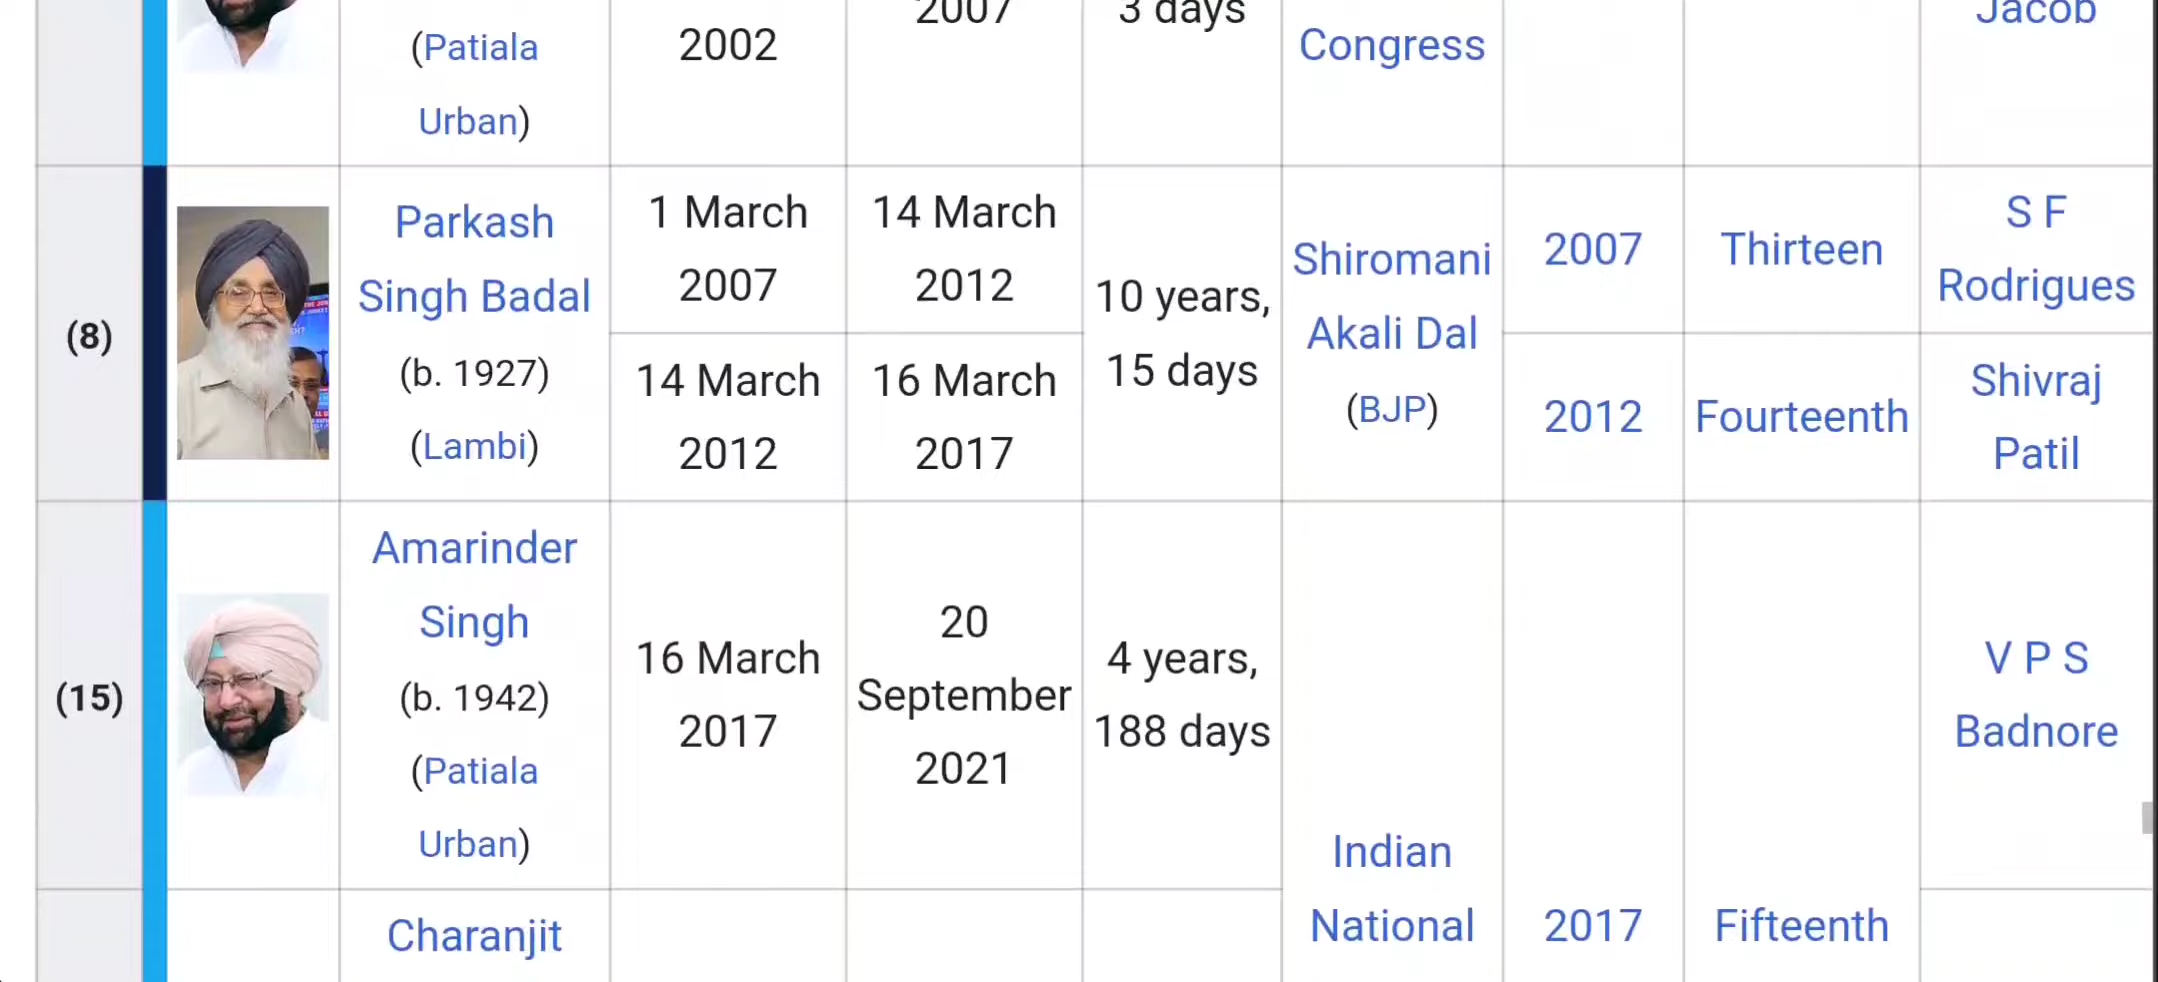 (Patiala
Urban)
2002
2007
3 days
Congress
Jacob
(8)
Parkash
Singh Badal
(b. 1927)
(Lambi)
1 March
2007
14 March
2012
14 March
2012
16 March
2017
10 years,
15 days
Shiromani
Akali Dal
(BJP)
2007
Thirteen
S F
Rodrigues
2012
Fourteenth
Shivraj
Patil
(15)
Amarinder
Singh
(b. 1942)
(Patiala
Urban)
16 March
2017
20
September
2021
4 years,
188 days
Indian
National
2017
Fifteenth
V P S
Badnore
Charanjit